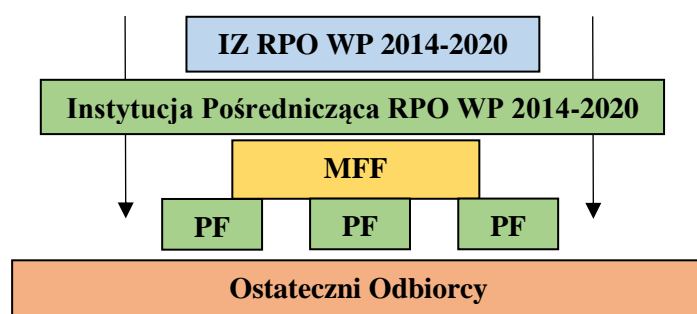 IZ RPO WP 2014-2020
Instytucja Pośrednicząca RPO WP 2014-2020
MFF
PF PF PF
Ostateczni Odbiorcy